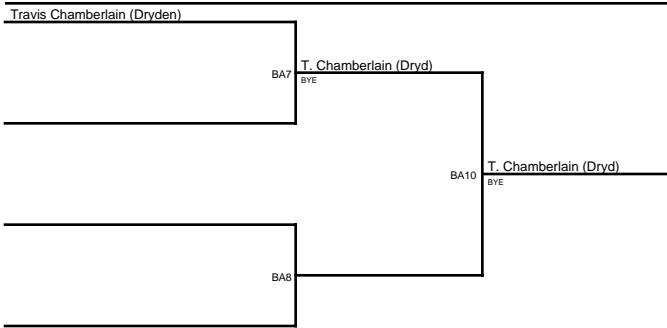 Travis Chamberlain (Dryden)
BA7
T. Chamberlain (Dryd)
BYE
BA10
T. Chamberlain (Dryd)
BYE
BA8